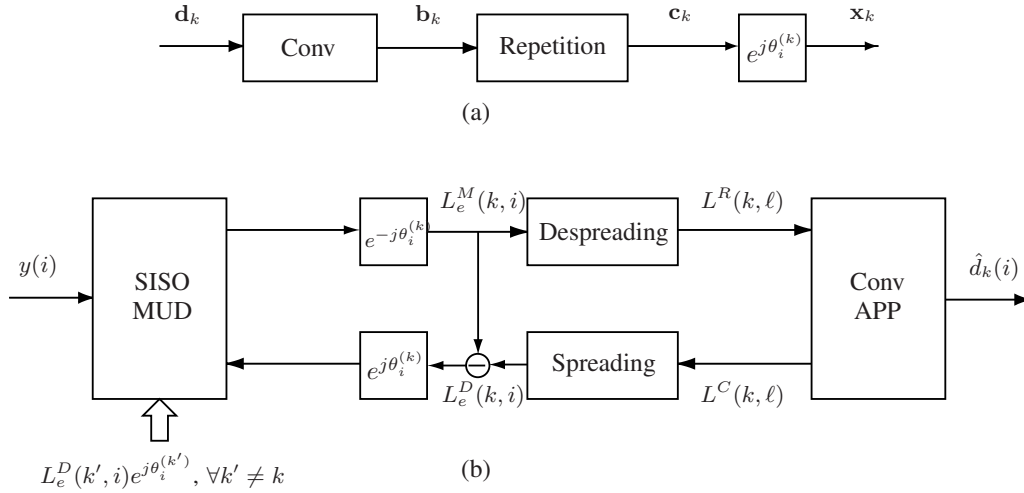 𝐝_k 𝐛_k 𝐜_k 𝐱_k
Conv Repetition e^{jθ_i^{(k)}}
(a)
L_e^M(k, i) L^R(k, ℓ)
e^{-jθ_i^{(k)}} Despreading
y(i) SISO MUD Conv APP d̂_k(i)
e^{jθ_i^{(k)}} − Spreading
L_e^D(k, i) L^C(k, ℓ)
L_e^D(k′, i)e^{jθ_i^{(k′)}}, ∀k′ ≠ k
(b)